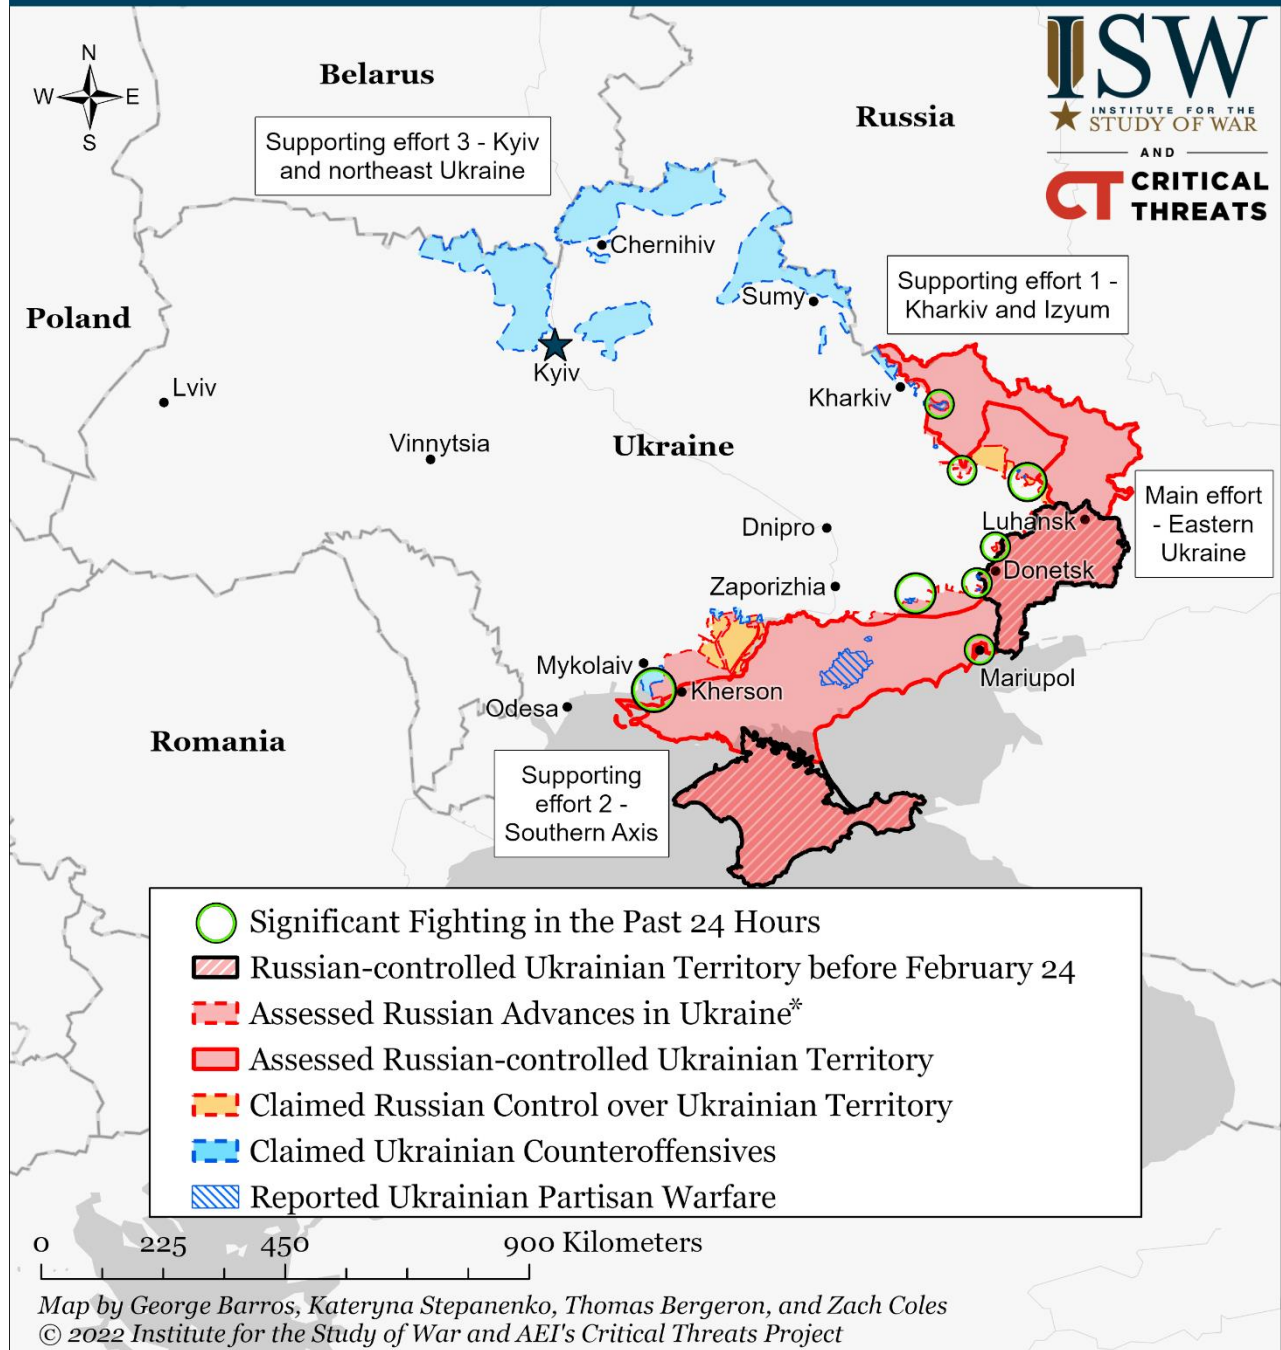 N
W
E
S
Belarus
Russia
ISW
INSTITUTE FOR THE
STUDY OF WAR
AND
CT CRITICAL
THREATS
Supporting effort 3 - Kyiv
and northeast Ukraine
Chernihiv
Supporting effort 1 -
Kharkiv and Izyum
Sumy
Poland
Kyiv
Lviv
Kharkiv
Vinnytsia
Ukraine
Main effort
- Eastern
Ukraine
Luhansk
Dnipro
Donetsk
Zaporizhia
Mykolaiv
Mariupol
Kherson
Odesa
Romania
Supporting
effort 2 -
Southern Axis
Significant Fighting in the Past 24 Hours
Russian-controlled Ukrainian Territory before February 24
Assessed Russian Advances in Ukraine*
Assessed Russian-controlled Ukrainian Territory
Claimed Russian Control over Ukrainian Territory
Claimed Ukrainian Counteroffensives
Reported Ukrainian Partisan Warfare
0 225 450 900 Kilometers
Map by George Barros, Kateryna Stepanenko, Thomas Bergeron, and Zach Coles
© 2022 Institute for the Study of War and AEI's Critical Threats Project